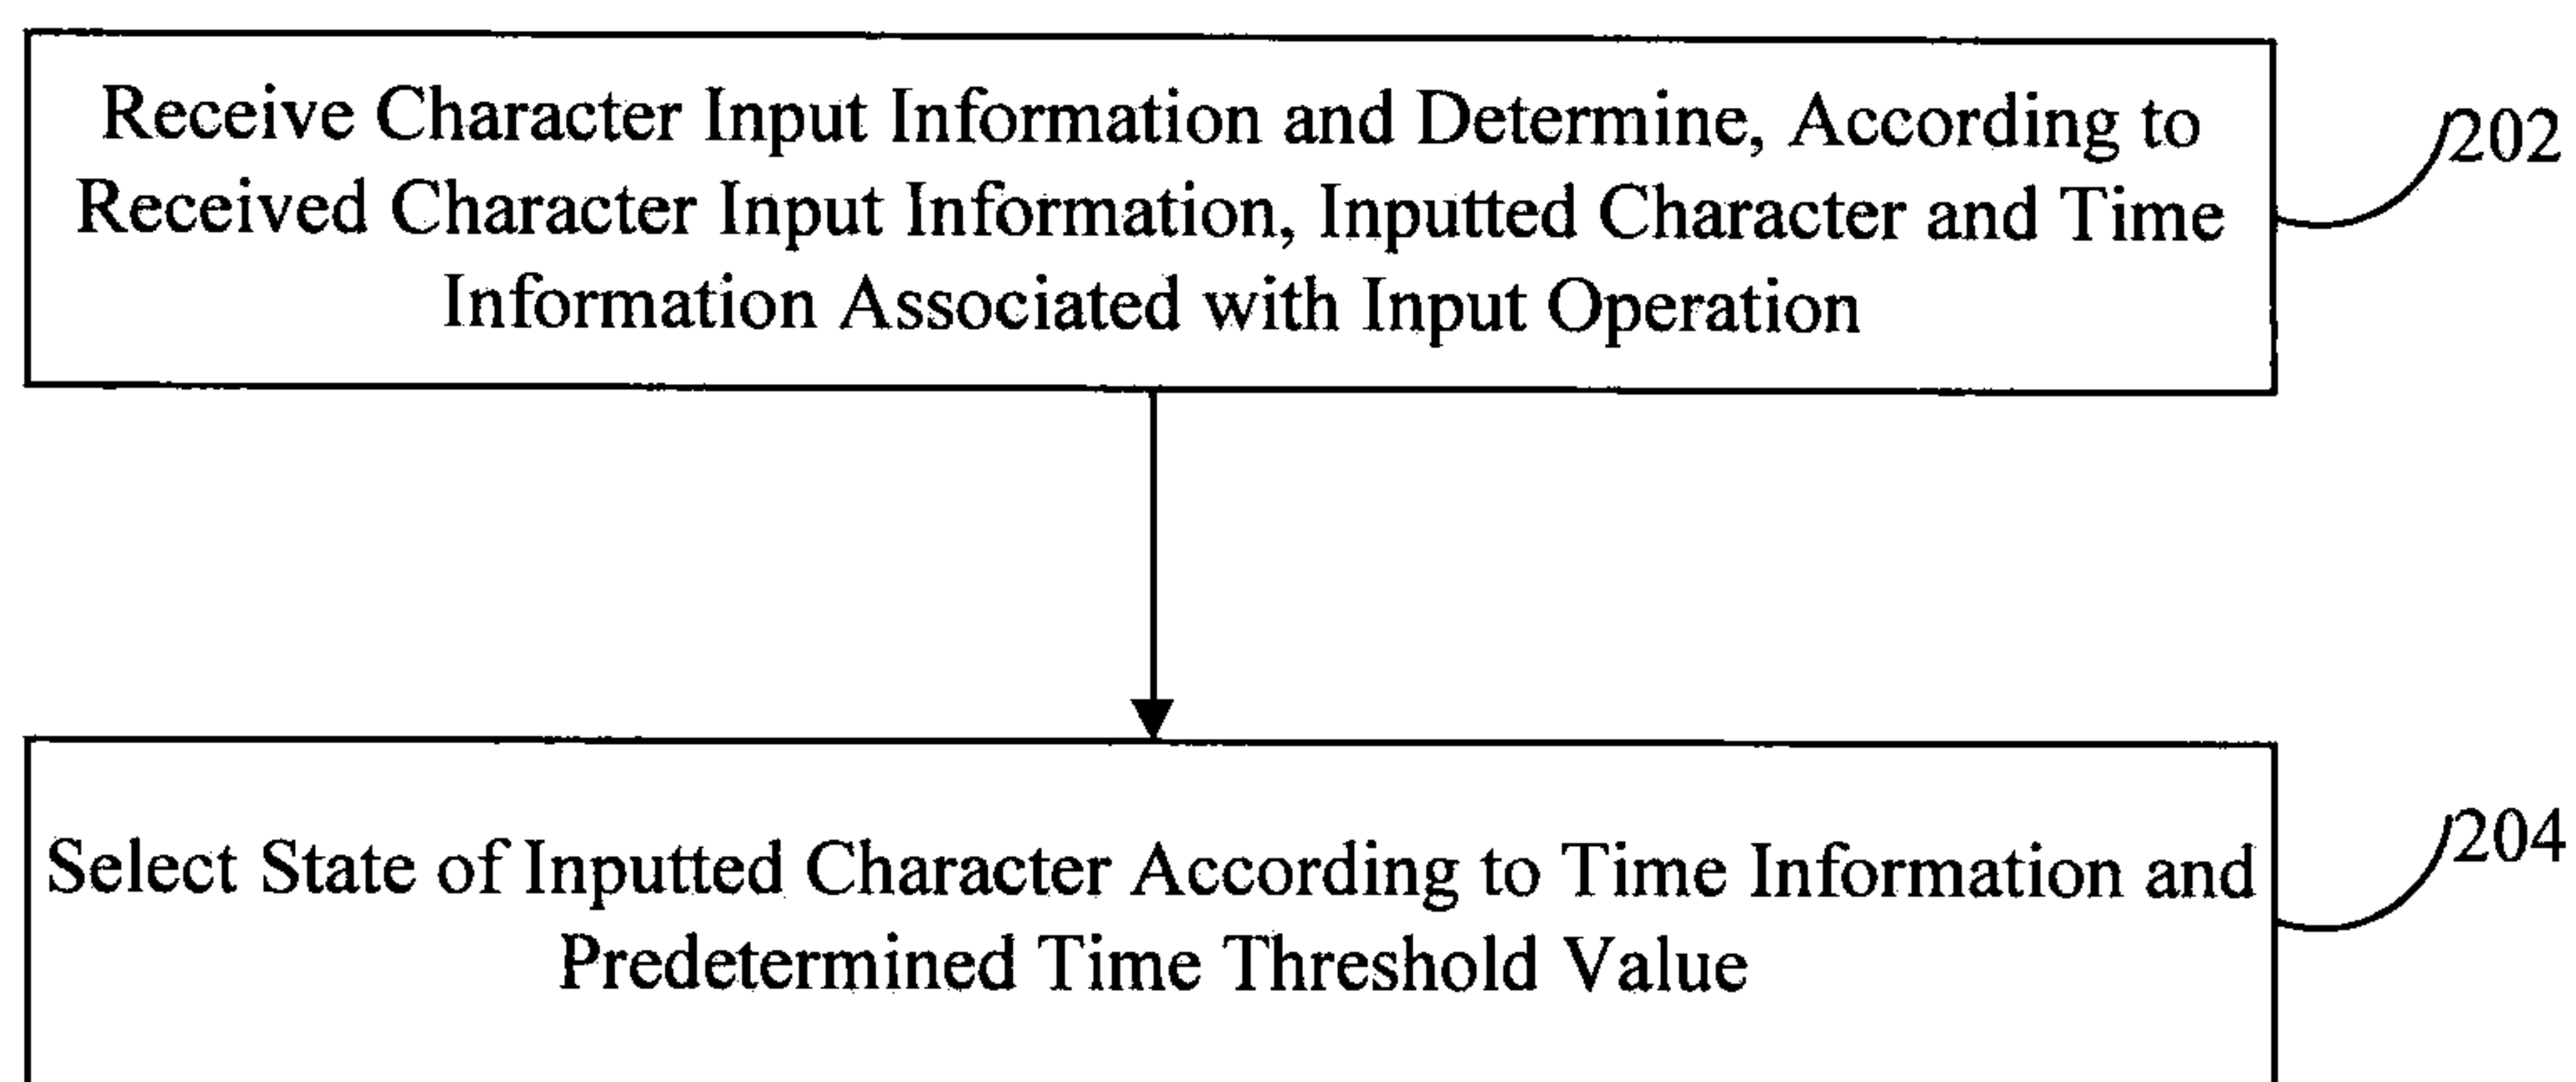 Receive Character Input Information and Determine, According to
Received Character Input Information, Inputted Character and Time
Information Associated with Input Operation
202
Select State of Inputted Character According to Time Information and
Predetermined Time Threshold Value
204